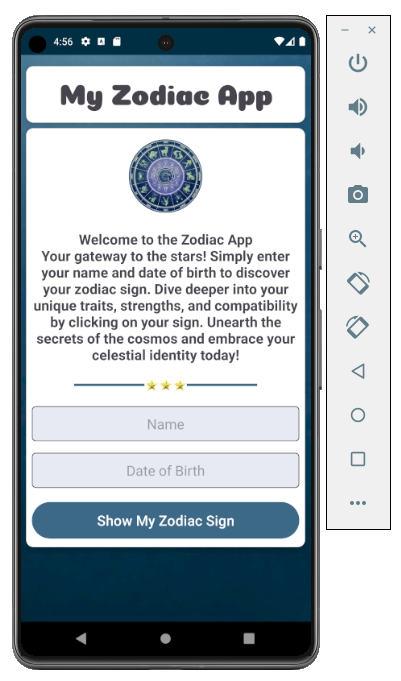 4:56
My Zodiac App
Welcome to the Zodiac App
Your gateway to the stars! Simply enter
your name and date of birth to discover
your zodiac sign. Dive deeper into your
unique traits, strengths, and compatibility
by clicking on your sign. Unearth the
secrets of the cosmos and embrace your
celestial identity today!
Name
Date of Birth
Show My Zodiac Sign